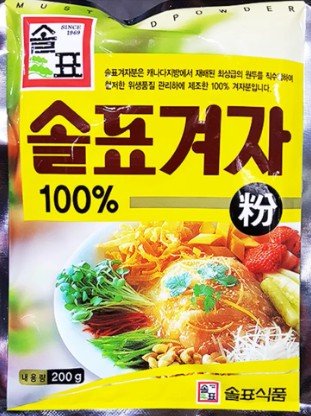 MUSTARD POWDER
솔표
SINCE
1969
솔표겨자분은 캐나다지방에서 재배된 최상급의 원두를 직수입하여
철저한 위생품질 관리하에 제조한 100% 겨자분입니다.
솔표겨자
100%
粉
내용량 200g
솔표
솔표식품